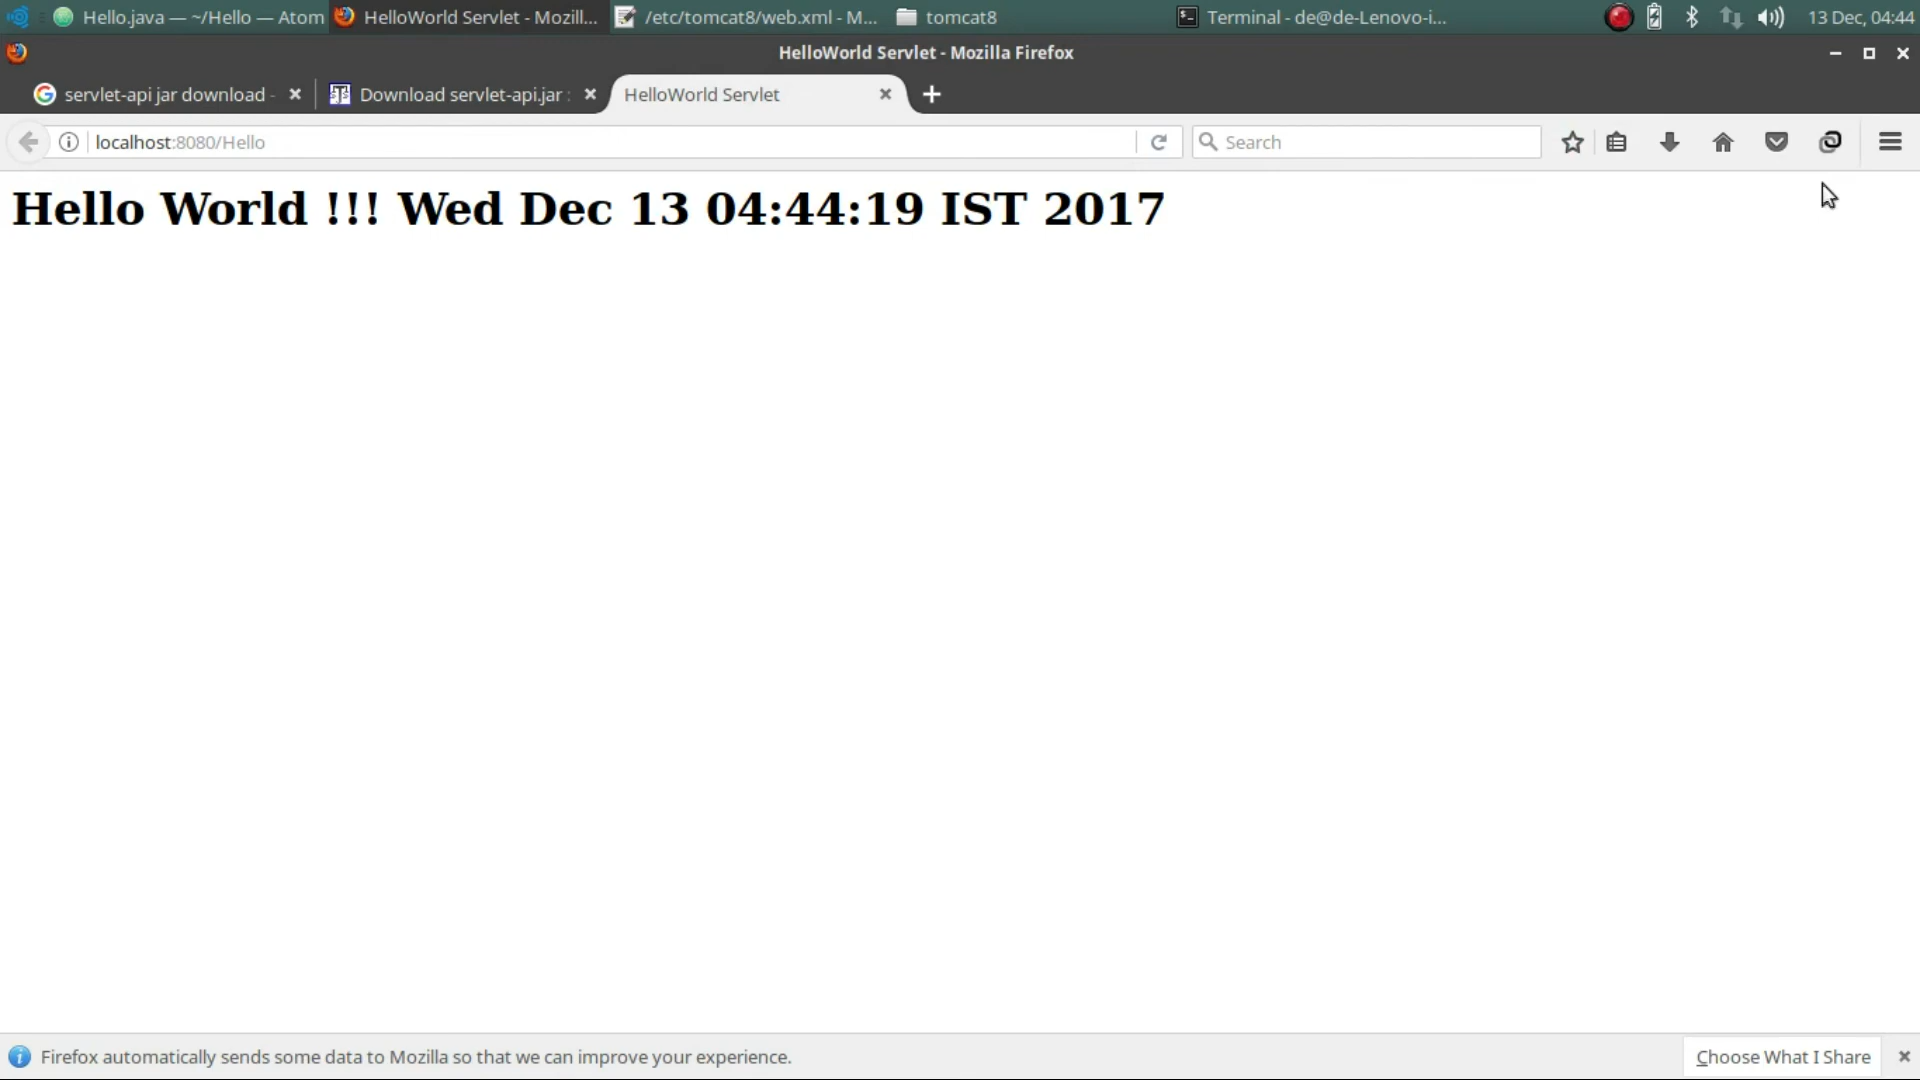 Hello.java — ~/Hello — Atom HelloWorld Servlet - Mozill... /etc/tomcat8/web.xml - M... tomcat8 Terminal - de@de-Lenovo-i... 13 Dec, 04:44
HelloWorld Servlet - Mozilla Firefox
servlet-api jar download - Download servlet-api.jar : HelloWorld Servlet
localhost:8080/Hello Search
Hello World !!! Wed Dec 13 04:44:19 IST 2017
Firefox automatically sends some data to Mozilla so that we can improve your experience. Choose What I Share